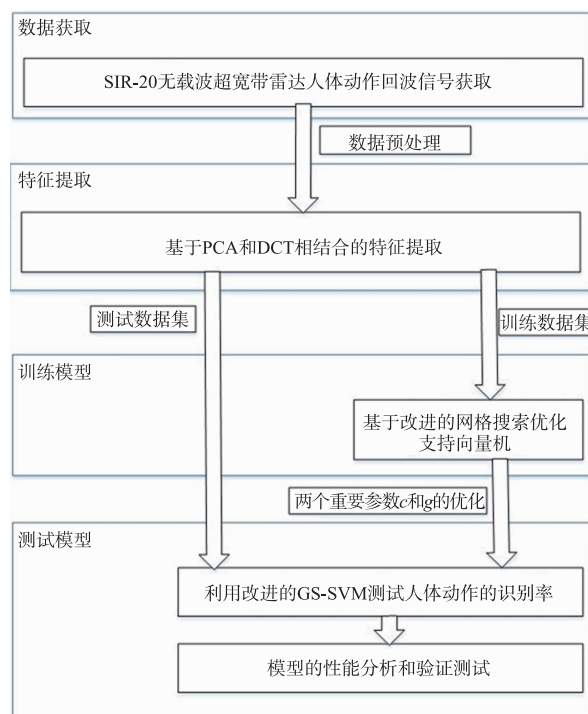 数据获取
SIR-20无载波超宽带雷达人体动作回波信号获取
数据预处理
特征提取
基于PCA和DCT相结合的特征提取
测试数据集
训练数据集
训练模型
基于改进的网格搜索优化
支持向量机
两个重要参数c和g的优化
测试模型
利用改进的GS-SVM测试人体动作的识别率
模型的性能分析和验证测试